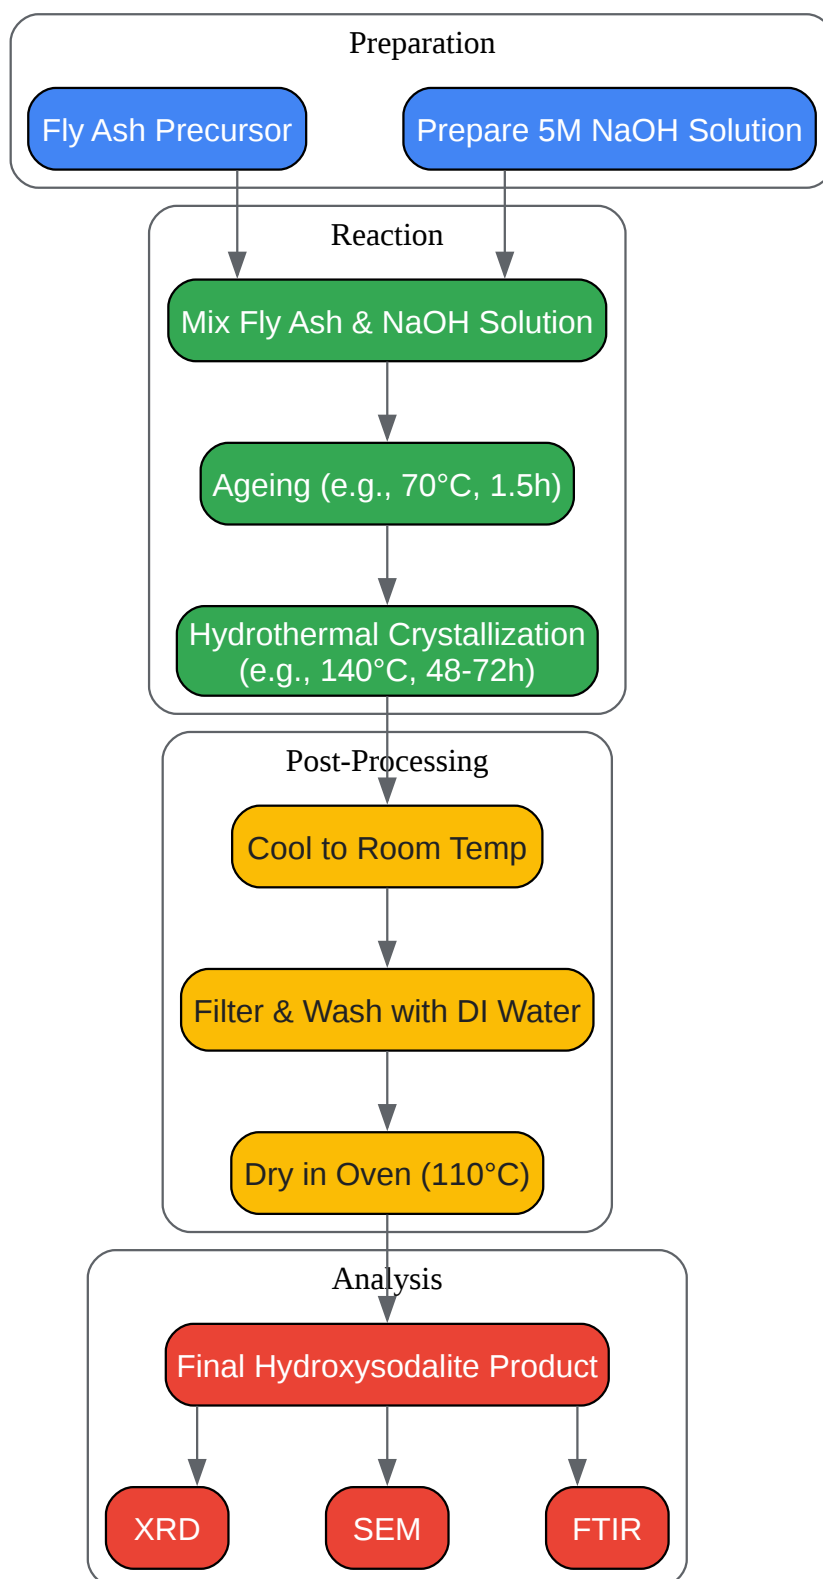 Preparation
Fly Ash Precursor
Prepare 5M NaOH Solution
Reaction
Mix Fly Ash & NaOH Solution
Ageing (e.g., 70°C, 1.5h)
Hydrothermal Crystallization
(e.g., 140°C, 48-72h)
Post-Processing
Cool to Room Temp
Filter & Wash with DI Water
Dry in Oven (110°C)
Analysis
Final Hydroxysodalite Product
XRD
SEM
FTIR